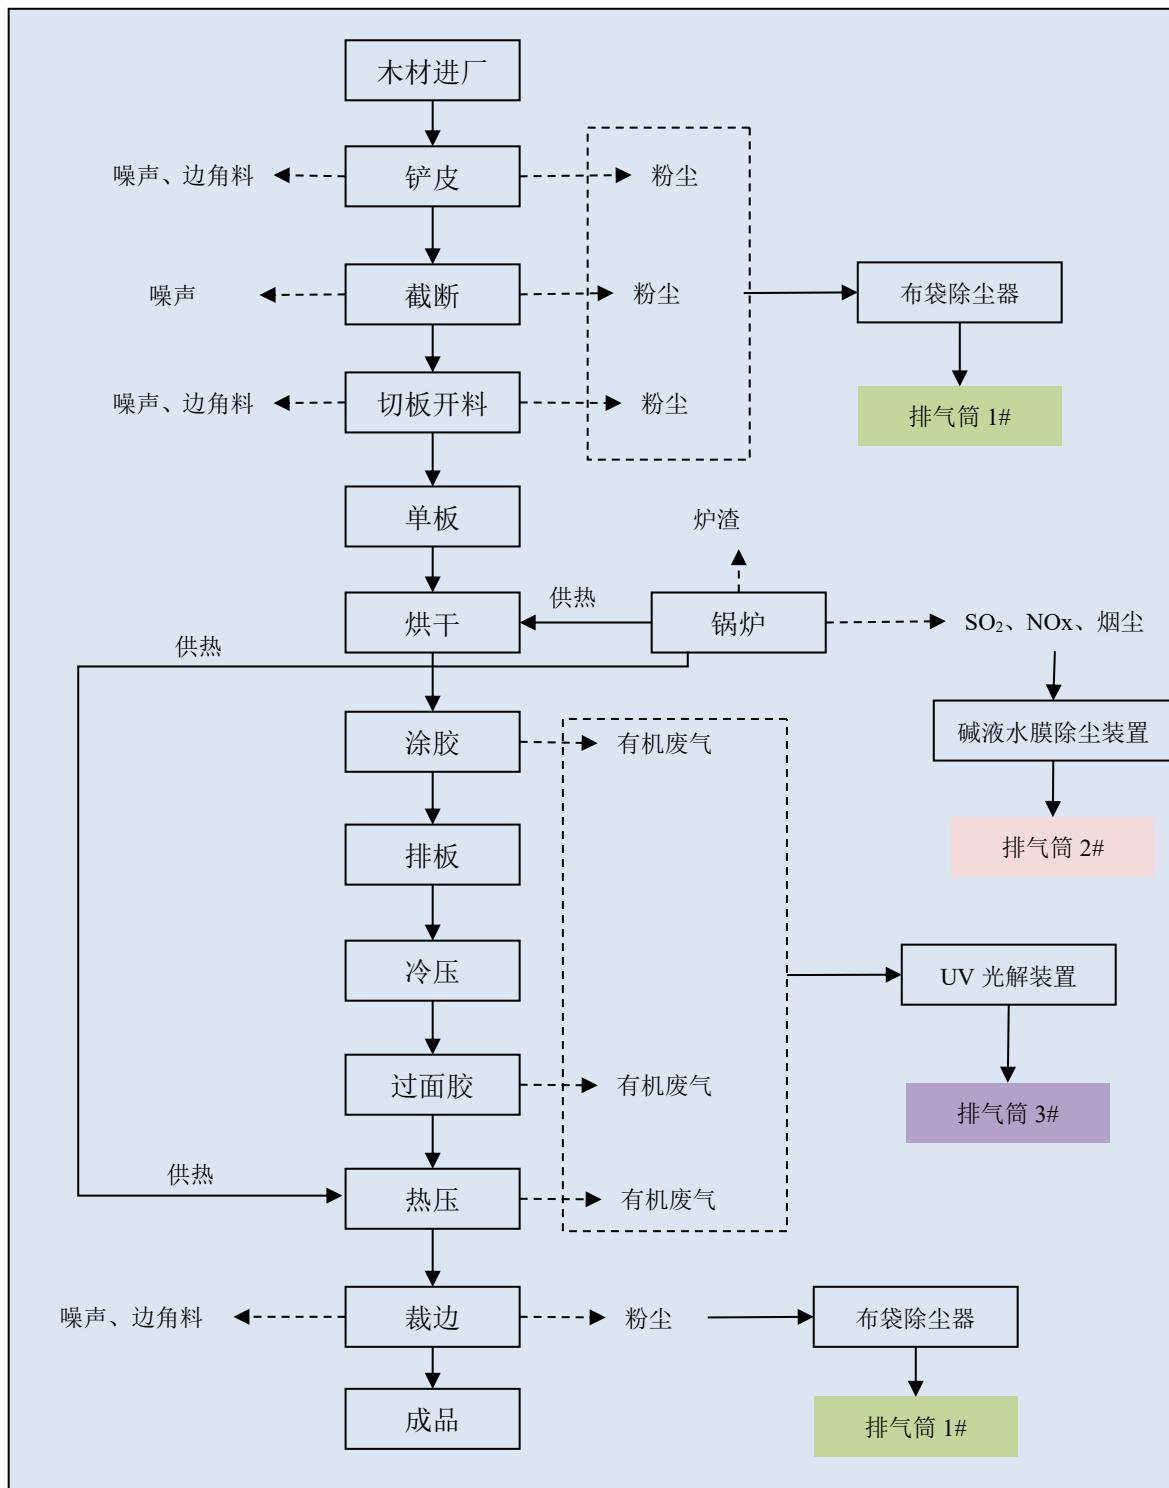 木材进厂
噪声、边角料
铲皮
粉尘
噪声
截断
粉尘
布袋除尘器
噪声、边角料
切板开料
粉尘
排气筒 1#
单板
炉渣
烘干
供热
锅炉
SO₂、NOx、烟尘
供热
涂胶
有机废气
碱液水膜除尘装置
排板
排气筒 2#
冷压
UV 光解装置
过面胶
有机废气
排气筒 3#
供热
热压
有机废气
噪声、边角料
裁边
粉尘
布袋除尘器
成品
排气筒 1#